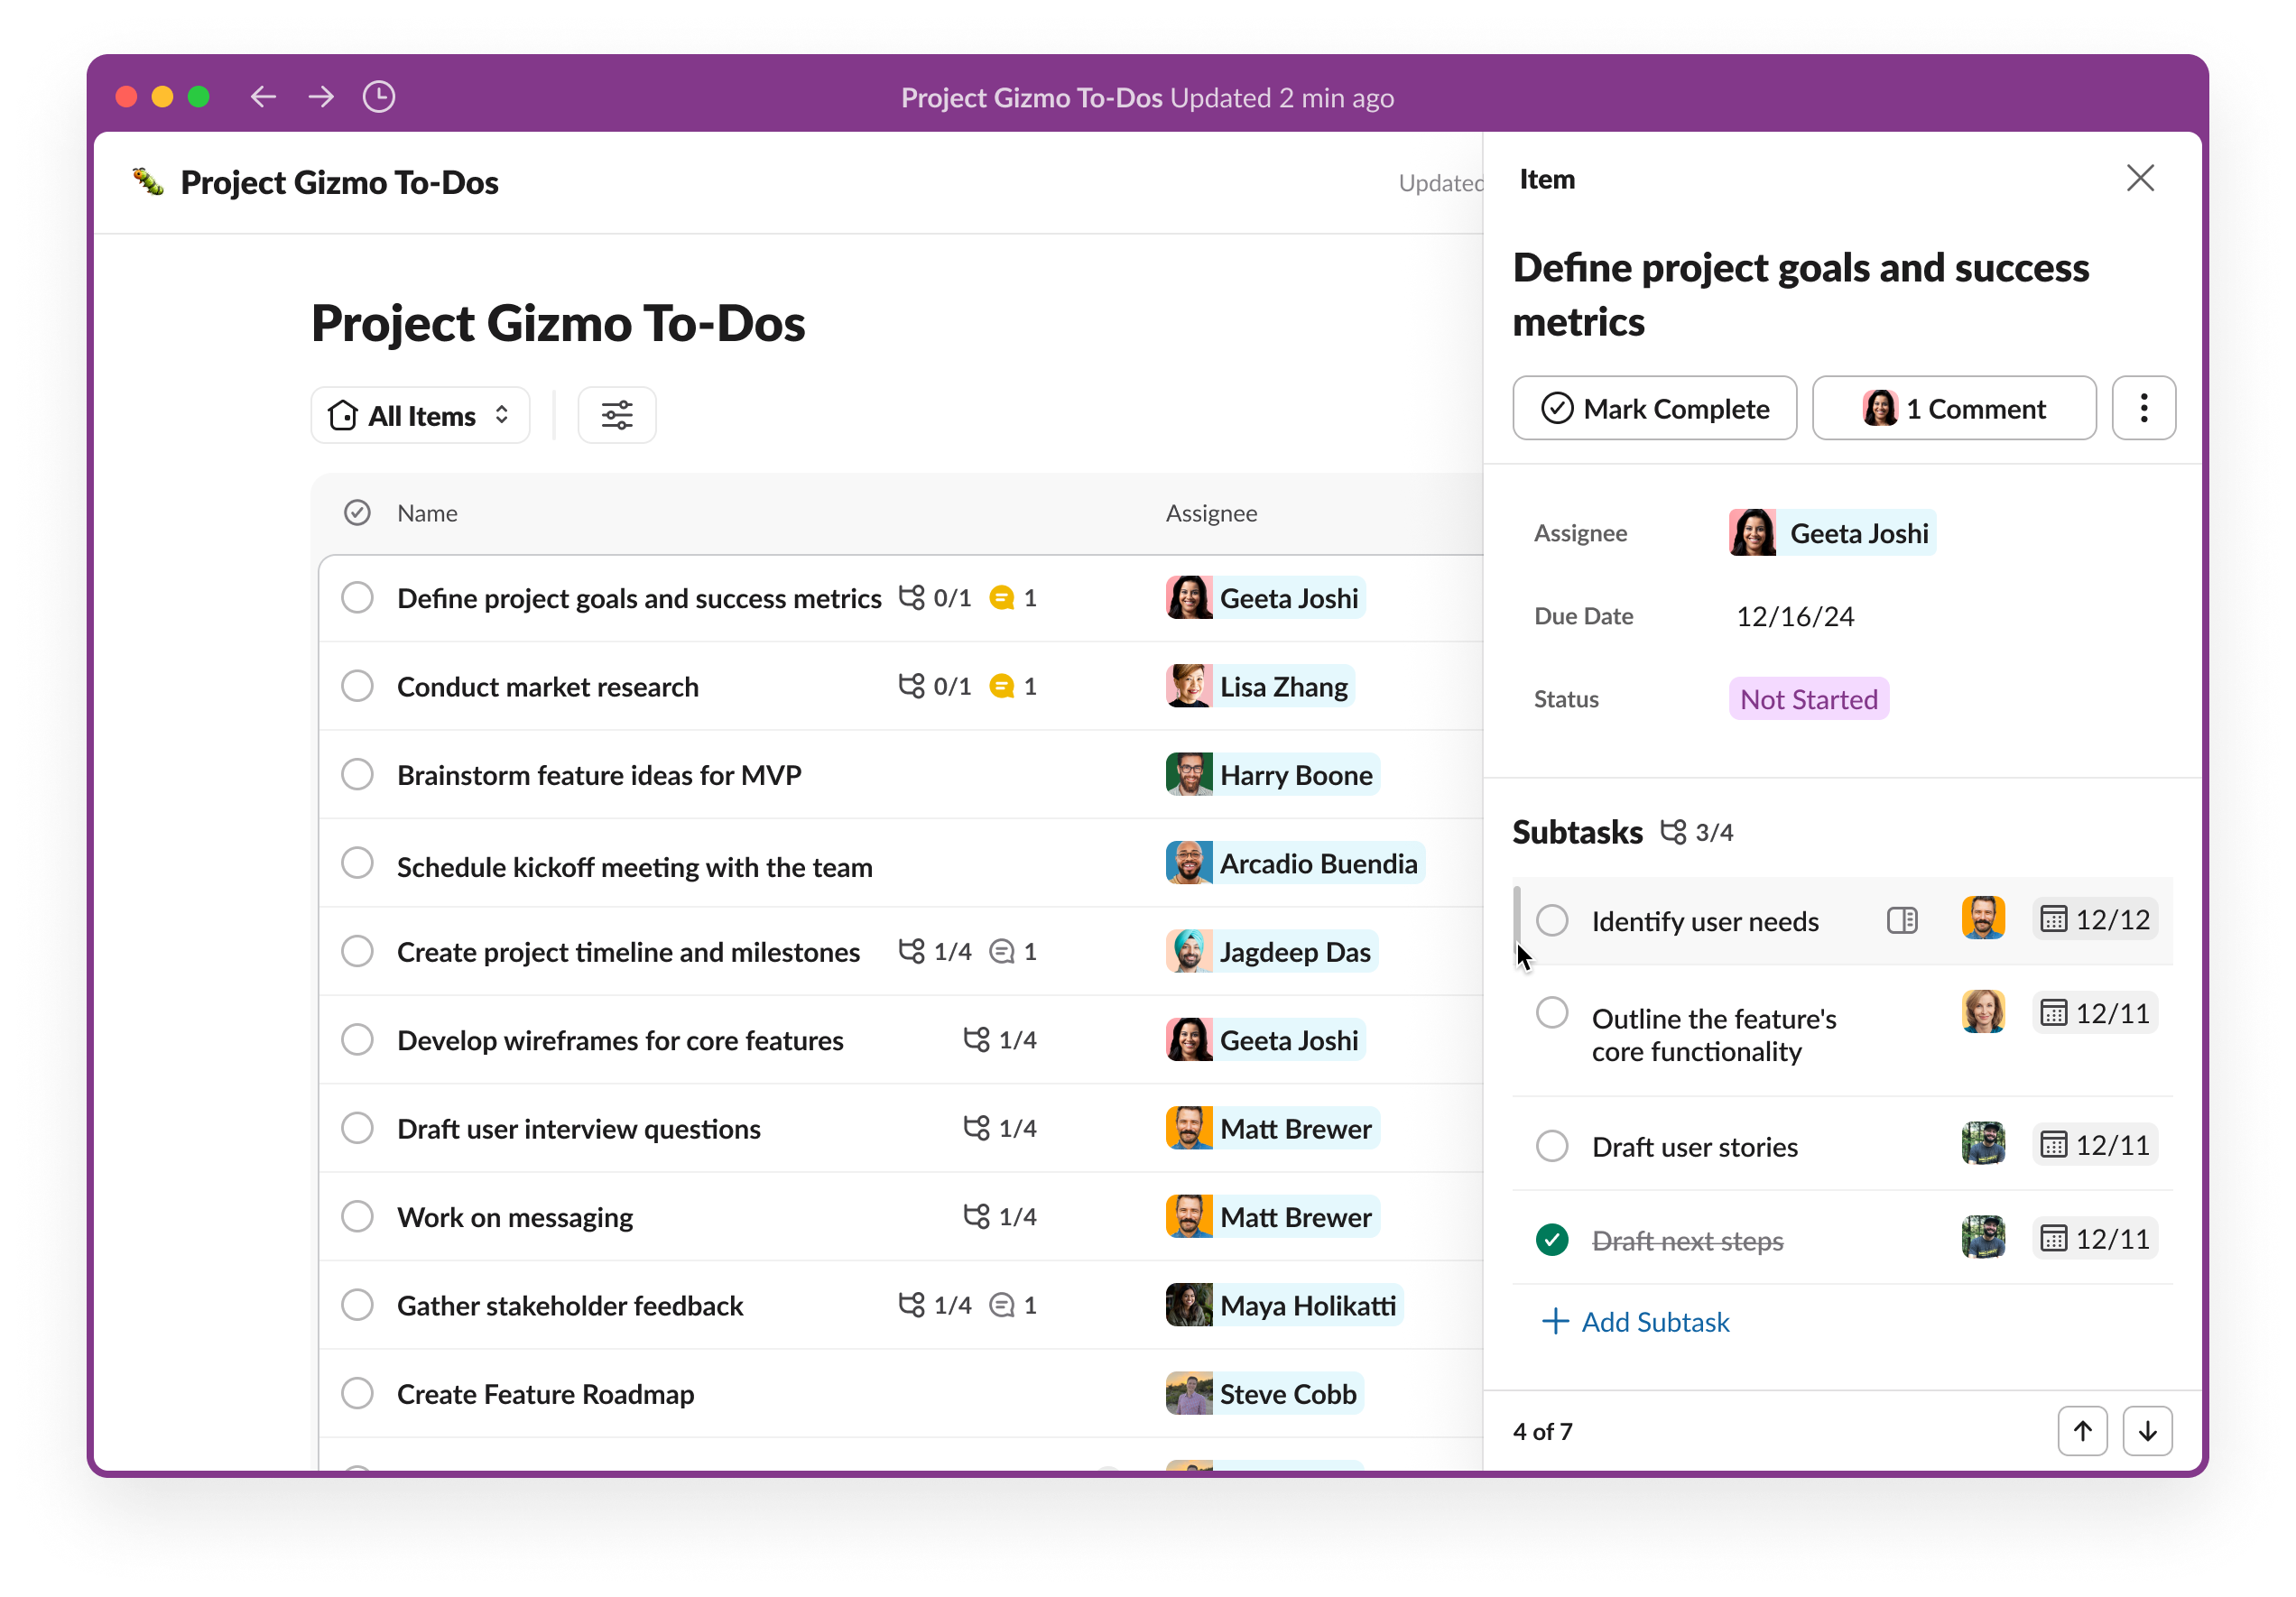 Project Gizmo To-Dos Updated 2 min ago
Project Gizmo To-Dos
Updated
Project Gizmo To-Dos
All Items
Name
Assignee
Define project goals and success metrics 0/1 1 Geeta Joshi
Conduct market research 0/1 1 Lisa Zhang
Brainstorm feature ideas for MVP Harry Boone
Schedule kickoff meeting with the team Arcadio Buendia
Create project timeline and milestones 1/4 1 Jagdeep Das
Develop wireframes for core features 1/4 Geeta Joshi
Draft user interview questions 1/4 Matt Brewer
Work on messaging 1/4 Matt Brewer
Gather stakeholder feedback 1/4 1 Maya Holikatti
Create Feature Roadmap Steve Cobb
Item
Define project goals and success
metrics
Mark Complete
1 Comment
Assignee Geeta Joshi
Due Date 12/16/24
Status Not Started
Subtasks 3/4
Identify user needs 12/12
Outline the feature's 12/11
core functionality
Draft user stories 12/11
Draft next steps 12/11
Add Subtask
4 of 7